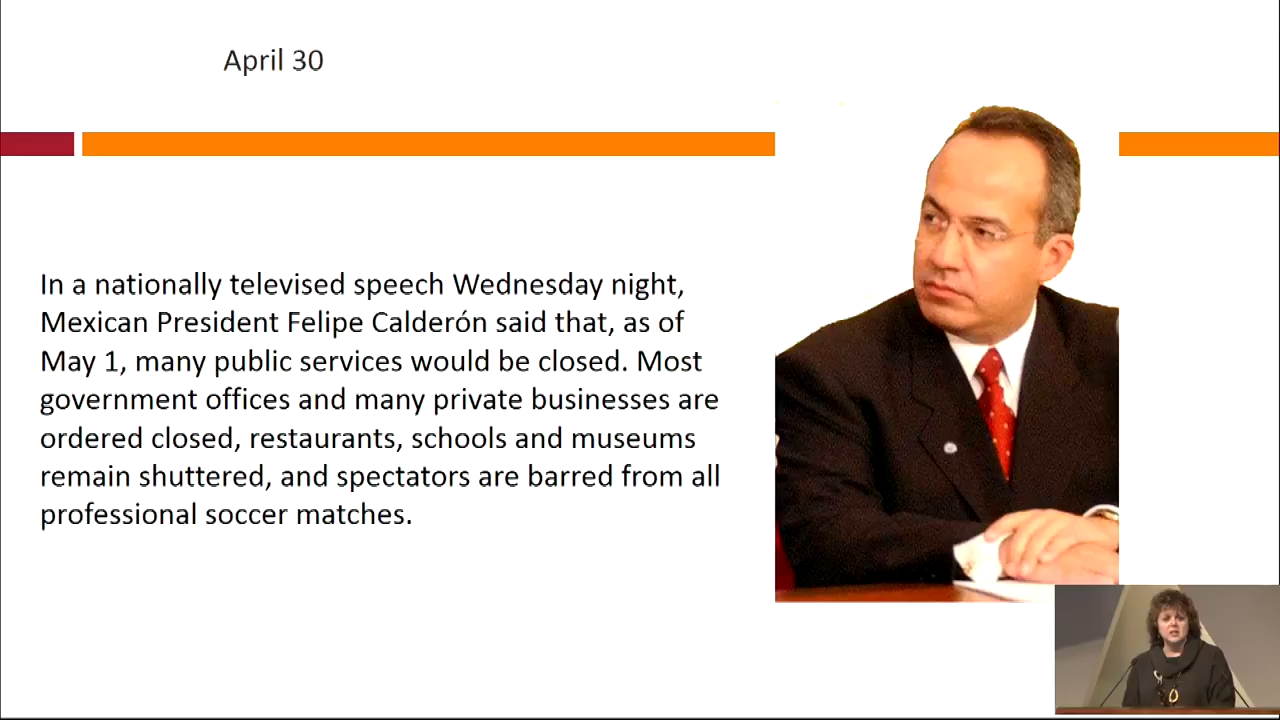 April 30
In a nationally televised speech Wednesday night,
Mexican President Felipe Calderón said that, as of
May 1, many public services would be closed. Most
government offices and many private businesses are
ordered closed, restaurants, schools and museums
remain shuttered, and spectators are barred from all
professional soccer matches.